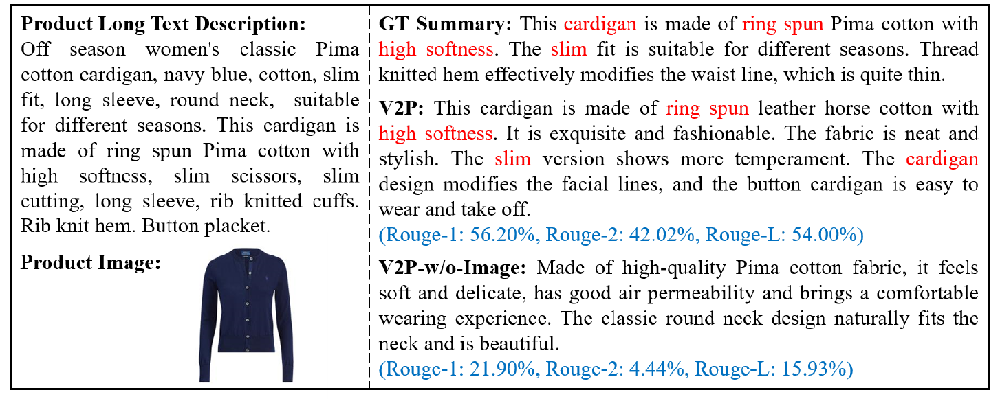 Product Long Text Description:
Off season women's classic Pima
cotton cardigan, navy blue, cotton, slim
fit, long sleeve, round neck, suitable
for different seasons. This cardigan is
made of ring spun Pima cotton with
high softness, slim scissors, slim
cutting, long sleeve, rib knitted cuffs.
Rib knit hem. Button placket.
Product Image:
GT Summary: This cardigan is made of ring spun Pima cotton with
high softness. The slim fit is suitable for different seasons. Thread
knitted hem effectively modifies the waist line, which is quite thin.
V2P: This cardigan is made of ring spun leather horse cotton with
high softness. It is exquisite and fashionable. The fabric is neat and
stylish. The slim version shows more temperament. The cardigan
design modifies the facial lines, and the button cardigan is easy to
wear and take off.
(Rouge-1: 56.20%, Rouge-2: 42.02%, Rouge-L: 54.00%)
V2P-w/o-Image: Made of high-quality Pima cotton fabric, it feels
soft and delicate, has good air permeability and brings a comfortable
wearing experience. The classic round neck design naturally fits the
neck and is beautiful.
(Rouge-1: 21.90%, Rouge-2: 4.44%, Rouge-L: 15.93%)